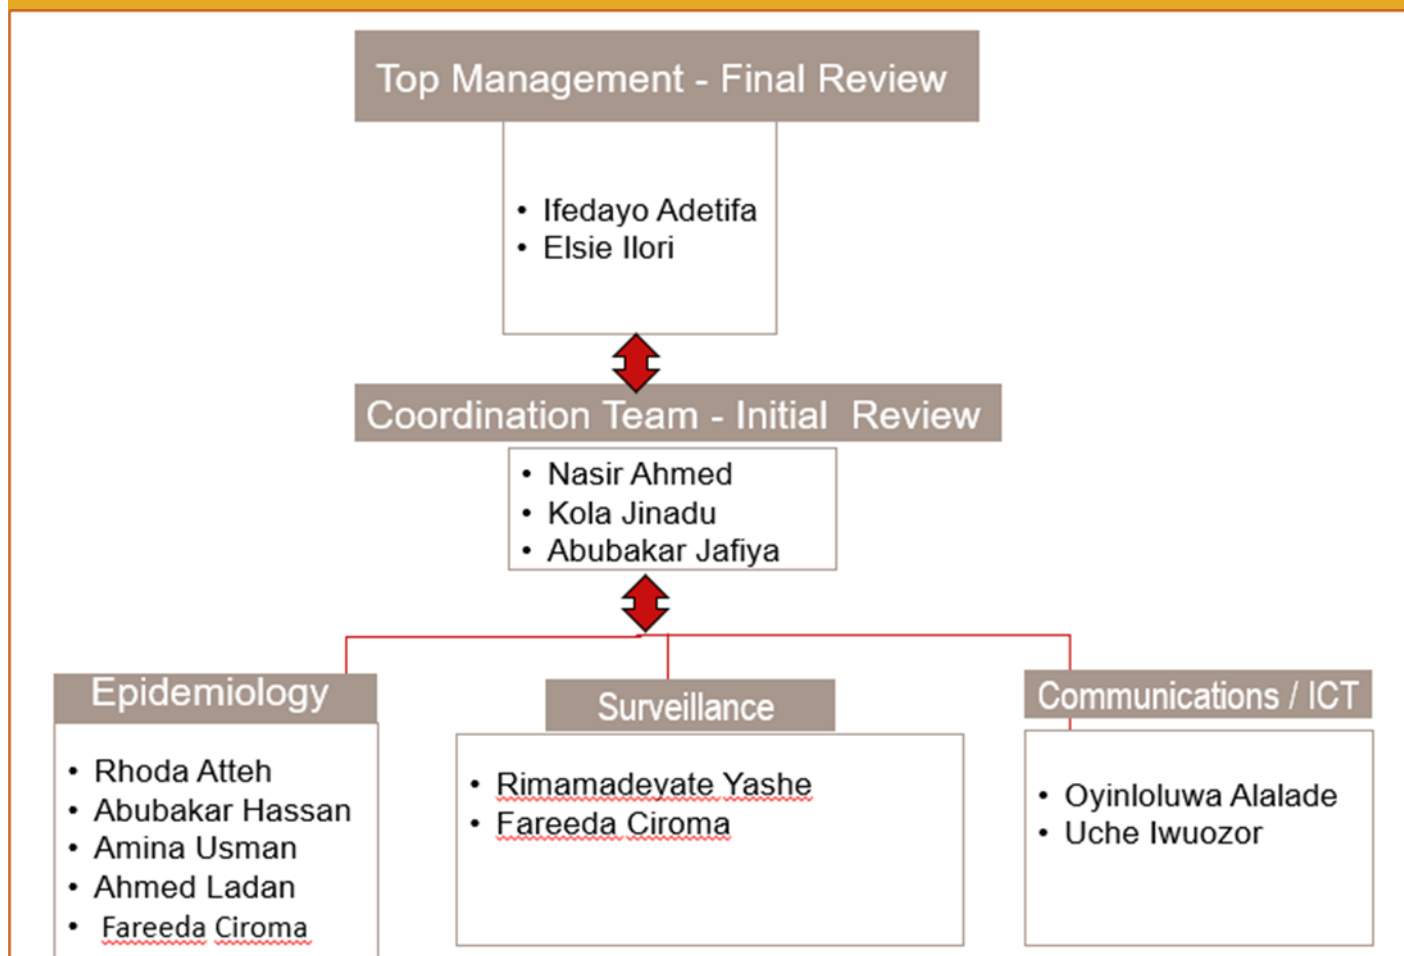 Top Management - Final Review
• Ifedayo Adetifa
• Elsie Ilori
Coordination Team - Initial  Review
• Nasir Ahmed
• Kola Jinadu
• Abubakar Jafiya
Epidemiology
• Rhoda Atteh
• Abubakar Hassan
• Amina Usman
• Ahmed Ladan
• Fareeda Ciroma
Surveillance
• Rimamadeyate Yashe
• Fareeda Ciroma
Communications / ICT
• Oyinloluwa Alalade
• Uche Iwuozor